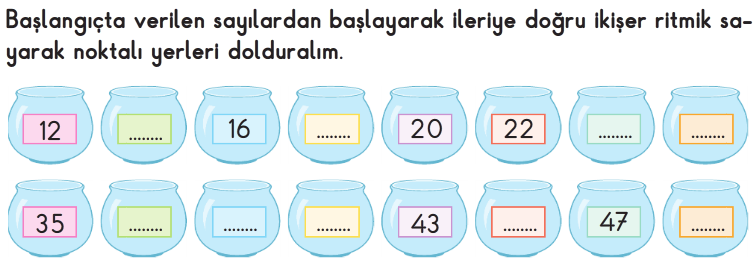 Başlangıçta verilen sayılardan başlayarak ileriye doğru ikişer ritmik sa-
yarak noktalı yerleri dolduralım.
12 ........ 16 ........ 20 22 ........ ........
35 ........ ........ ........ 43 ........ 47 ........